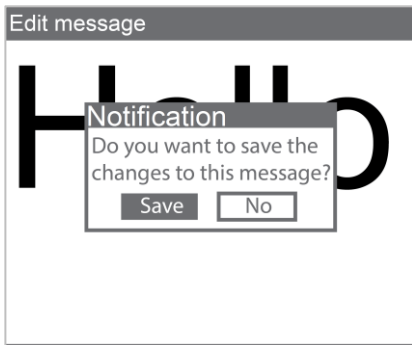 Edit message
Hello
Notification
Do you want to save the
changes to this message?
Save
No